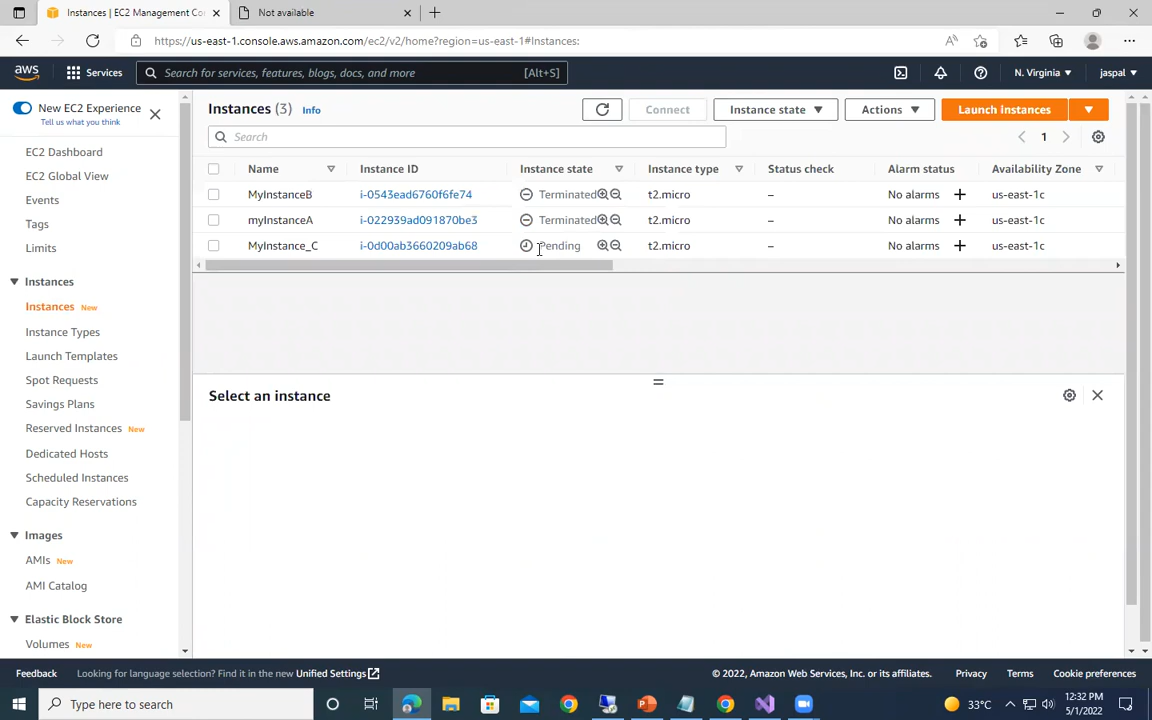 Instances | EC2 Management Co
Not available
https://us-east-1.console.aws.amazon.com/ec2/v2/home?region=us-east-1#Instances:
aws
Services
Search for services, features, blogs, docs, and more
[Alt+S]
N. Virginia
jaspal
New EC2 Experience
Tell us what you think
EC2 Dashboard
EC2 Global View
Events
Tags
Limits
Instances
Instances New
Instance Types
Launch Templates
Spot Requests
Savings Plans
Reserved Instances New
Dedicated Hosts
Scheduled Instances
Capacity Reservations
Images
AMIs New
AMI Catalog
Elastic Block Store
Volumes New
Instances (3) Info
Connect
Instance state
Actions
Launch instances
Search
1
Name Instance ID Instance state Instance type Status check Alarm status Availability Zone
MyInstanceB i-0543ead6760f6fe74 Terminated t2.micro – No alarms + us-east-1c
myInstanceA i-022939ad091870be3 Terminated t2.micro – No alarms + us-east-1c
MyInstance_C i-0d00ab3660209ab68 Pending t2.micro – No alarms + us-east-1c
Select an instance
Feedback Looking for language selection? Find it in the new Unified Settings
© 2022, Amazon Web Services, Inc. or its affiliates. Privacy Terms Cookie preferences
Type here to search
33°C
12:32 PM
5/1/2022